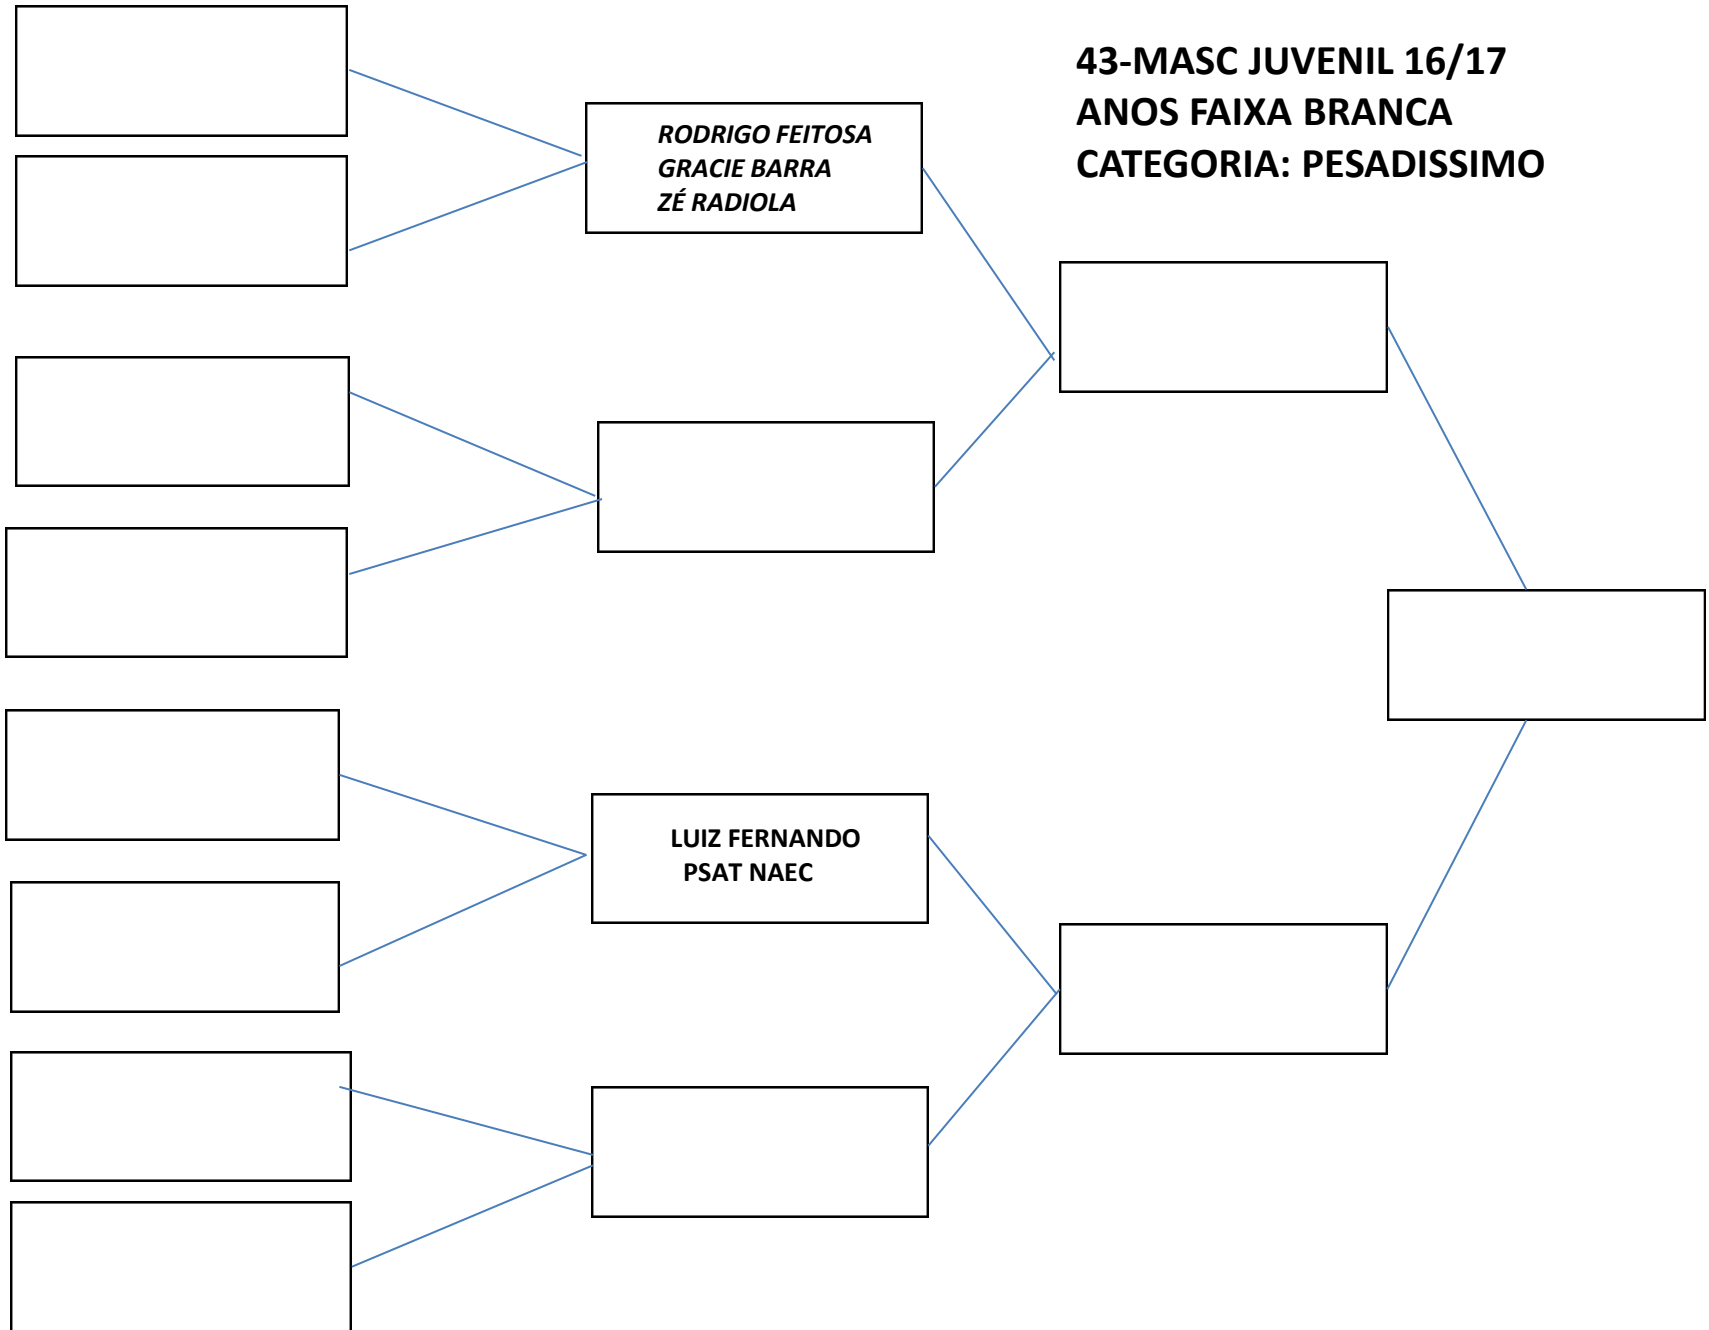 43-MASC JUVENIL 16/17
ANOS FAIXA BRANCA
CATEGORIA: PESADISSIMO
RODRIGO FEITOSA
GRACIE BARRA
ZÉ RADIOLA
LUIZ FERNANDO
PSAT NAEC